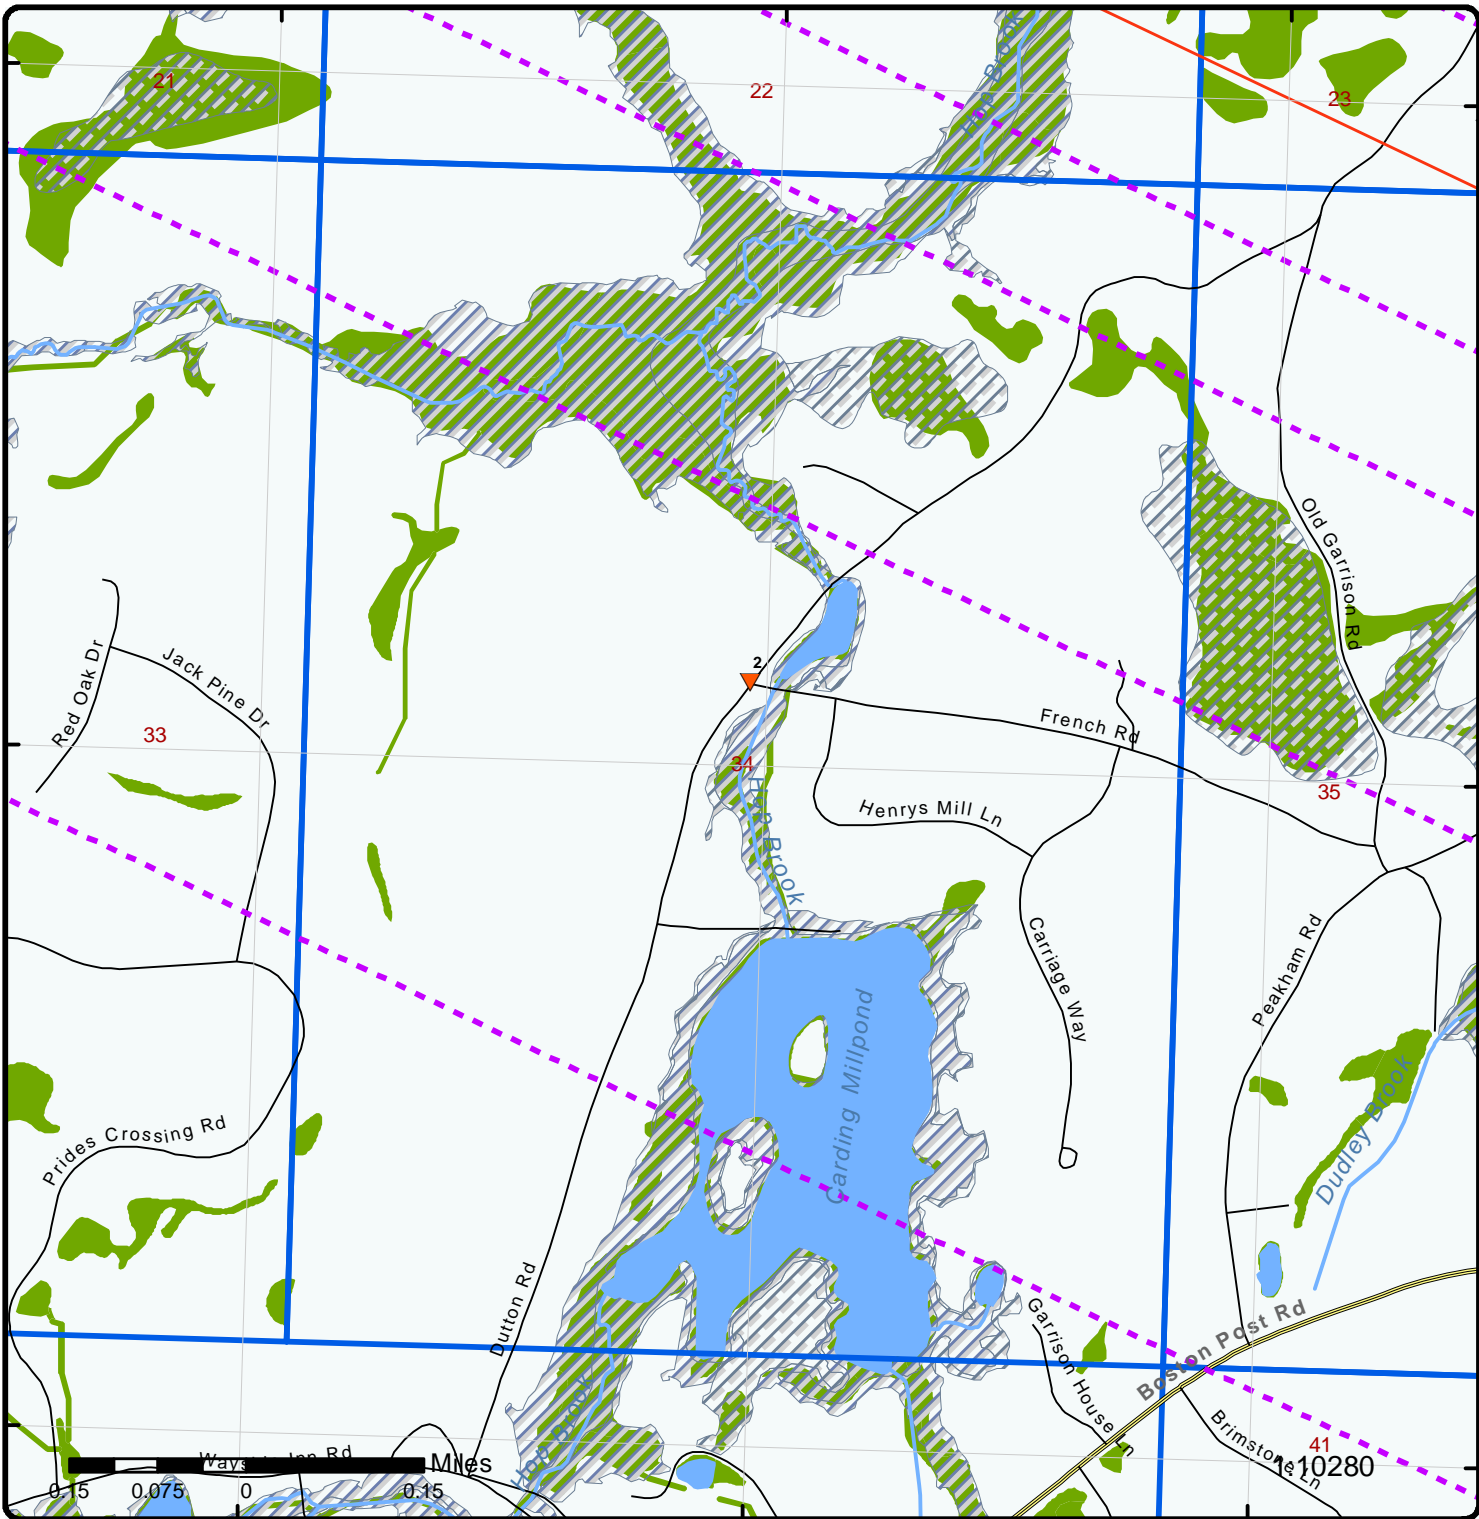 21
22
23
Hop Brook
Old Garrison Rd
Red Oak Dr
Jack Pine Dr
2
French Rd
33
34
35
Hop Brook
Henrys Mill Ln
Carriage Way
Peakham Rd
Carding Millpond
Dudley Brook
Prides Crossing Rd
Dutton Rd
Garrison House Ln
Boston Post Rd
Hop Brook
Brimstone Ln
41
Inn Rd
Miles
1:10280
0.15 0.075 0 0.15